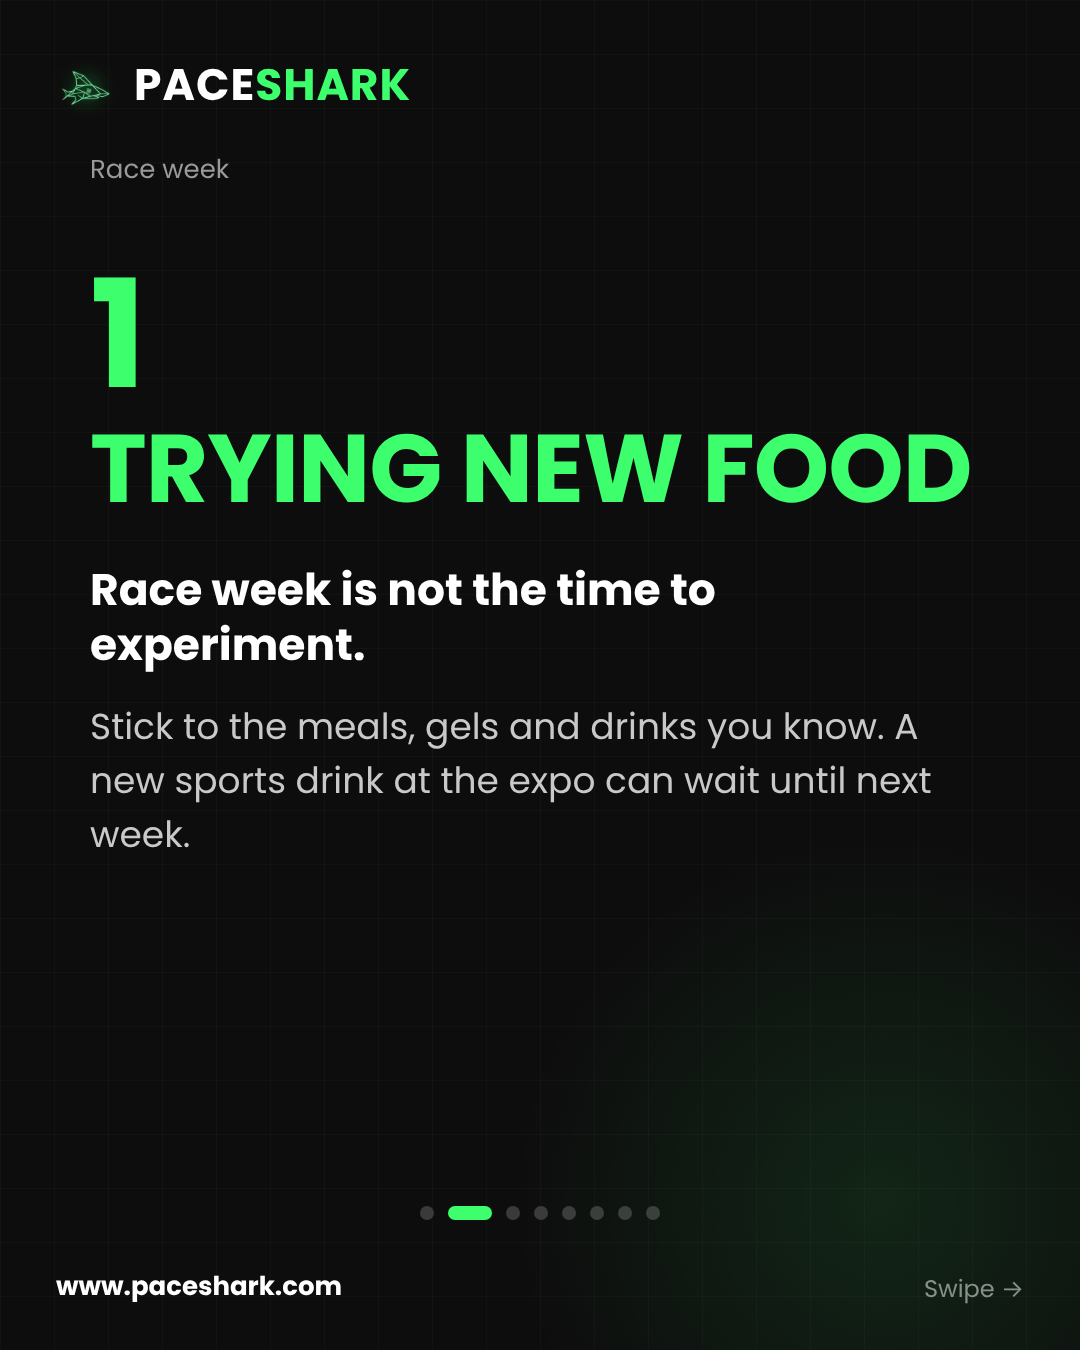 PACESHARK
Race week
1
TRYING NEW FOOD
Race week is not the time to
experiment.
Stick to the meals, gels and drinks you know. A
new sports drink at the expo can wait until next
week.
www.paceshark.com
Swipe →